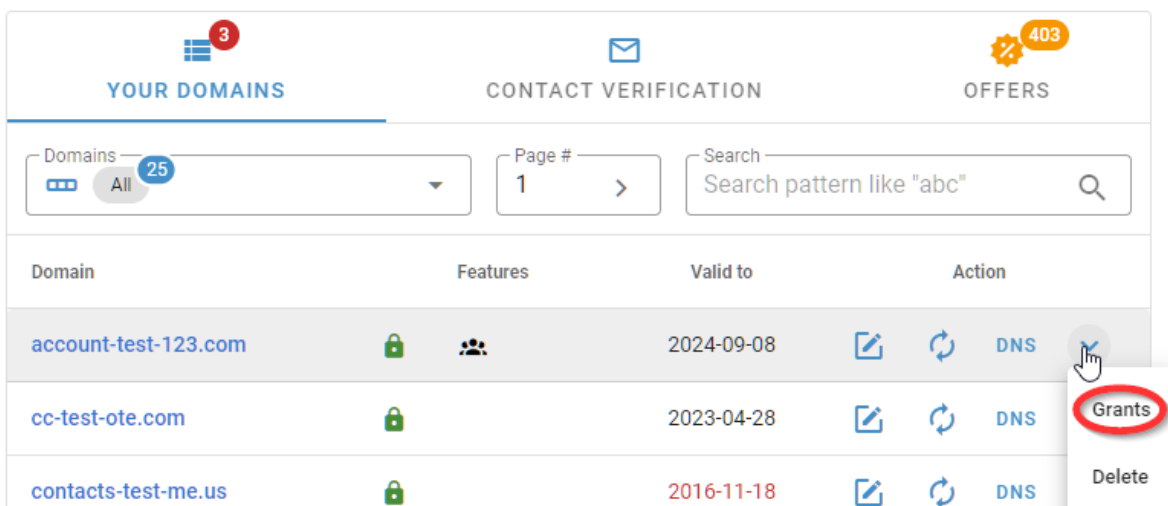 3
403
YOUR DOMAINS
CONTACT VERIFICATION
OFFERS
Domains
Page #
Search
All
25
1
Search pattern like "abc"
Domain Features Valid to Action
account-test-123.com 2024-09-08 DNS
cc-test-ote.com 2023-04-28 DNS
Grants
contacts-test-me.us 2016-11-18 DNS
Delete